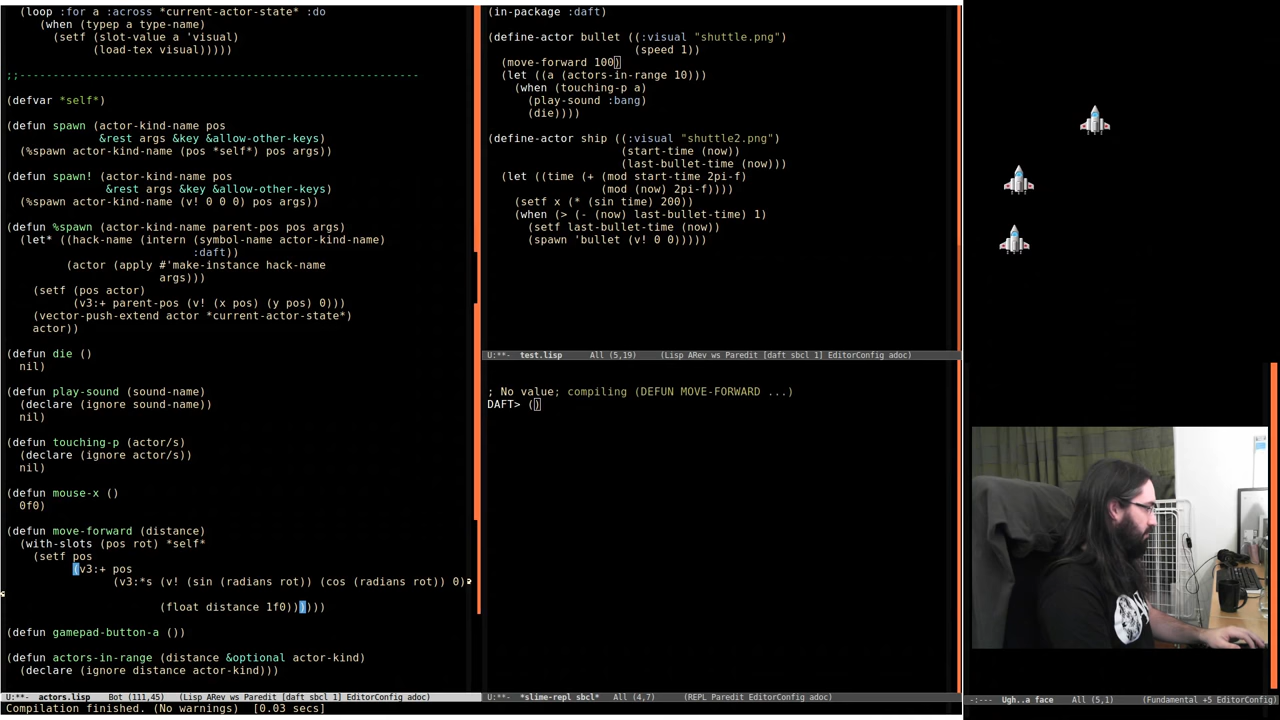 (loop :for a :across *current-actor-state* :do
(when (typep a type-name)
(setf (slot-value a 'visual)
(load-tex visual)))))
;;------------------------------------------------------------
(defvar *self*)
(defun spawn (actor-kind-name pos
&rest args &key &allow-other-keys)
(%spawn actor-kind-name (pos *self*) pos args))
(defun spawn! (actor-kind-name pos
&rest args &key &allow-other-keys)
(%spawn actor-kind-name (v! 0 0 0) pos args))
(defun %spawn (actor-kind-name parent-pos pos args)
(let* ((hack-name (intern (symbol-name actor-kind-name)
:daft))
(actor (apply #'make-instance hack-name
args)))
(setf (pos actor)
(v3:+ parent-pos (v! (x pos) (y pos) 0)))
(vector-push-extend actor *current-actor-state*)
actor))
(defun die ()
nil)
(defun play-sound (sound-name)
(declare (ignore sound-name))
nil)
(defun touching-p (actor/s)
(declare (ignore actor/s))
nil)
(defun mouse-x ()
0f0)
(defun move-forward (distance)
(with-slots (pos rot) *self*
(setf pos
(v3:+ pos
(v3:*s (v! (sin (radians rot)) (cos (radians rot)) 0)
(float distance 1f0)))))))
(defun gamepad-button-a ())
(defun actors-in-range (distance &optional actor-kind)
(declare (ignore distance actor-kind)))
U:**- actors.lisp Bot (111,45) (Lisp ARev ws Paredit [daft sbcl 1] EditorConfig adoc)
Compilation finished. (No warnings) [0.03 secs]
(in-package :daft)
(define-actor bullet ((:visual "shuttle.png")
(speed 1))
(move-forward 100)
(let ((a (actors-in-range 10)))
(when (touching-p a)
(play-sound :bang)
(die))))
(define-actor ship ((:visual "shuttle2.png")
(start-time (now))
(last-bullet-time (now)))
(let ((time (+ (mod start-time 2pi-f)
(mod (now) 2pi-f))))
(setf x (* (sin time) 200))
(when (> (- (now) last-bullet-time) 1)
(setf last-bullet-time (now))
(spawn 'bullet (v! 0 0)))))
U:**- test.lisp All (5,19) (Lisp ARev ws Paredit [daft sbcl 1] EditorConfig adoc)
; No value; compiling (DEFUN MOVE-FORWARD ...)
DAFT> ()
U:**- *slime-repl sbcl* All (4,7) (REPL Paredit EditorConfig adoc)
-:--- Ugh..a face All (5,1) (Fundamental +5 EditorConfig)